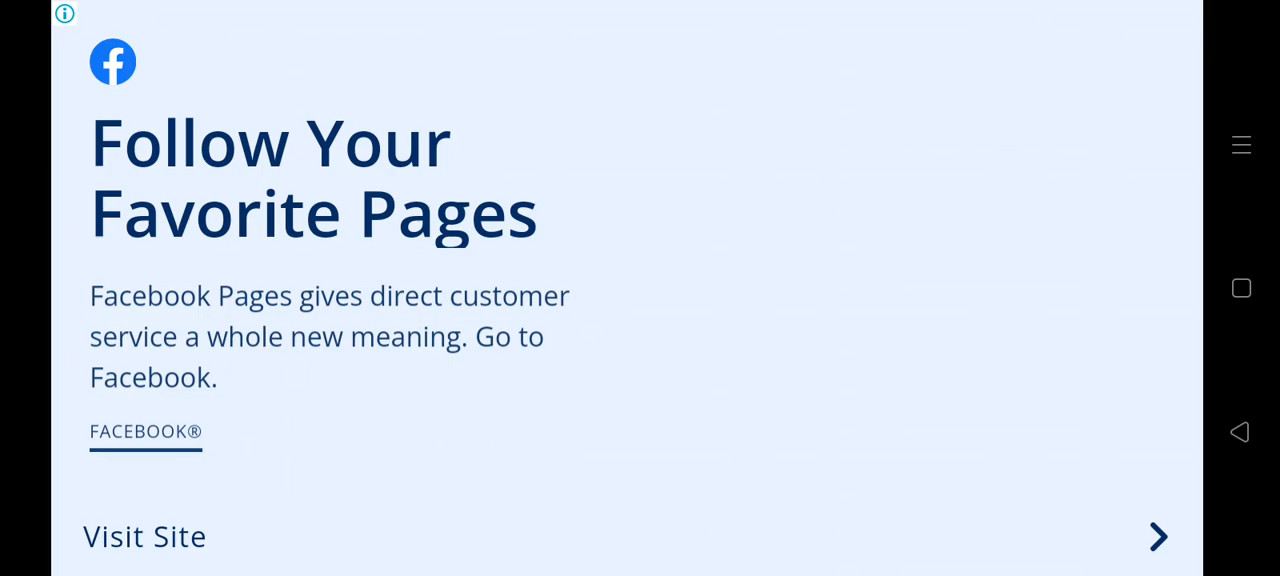 Follow Your
Favorite Pages
Facebook Pages gives direct customer
service a whole new meaning. Go to
Facebook.
FACEBOOK®
Visit Site